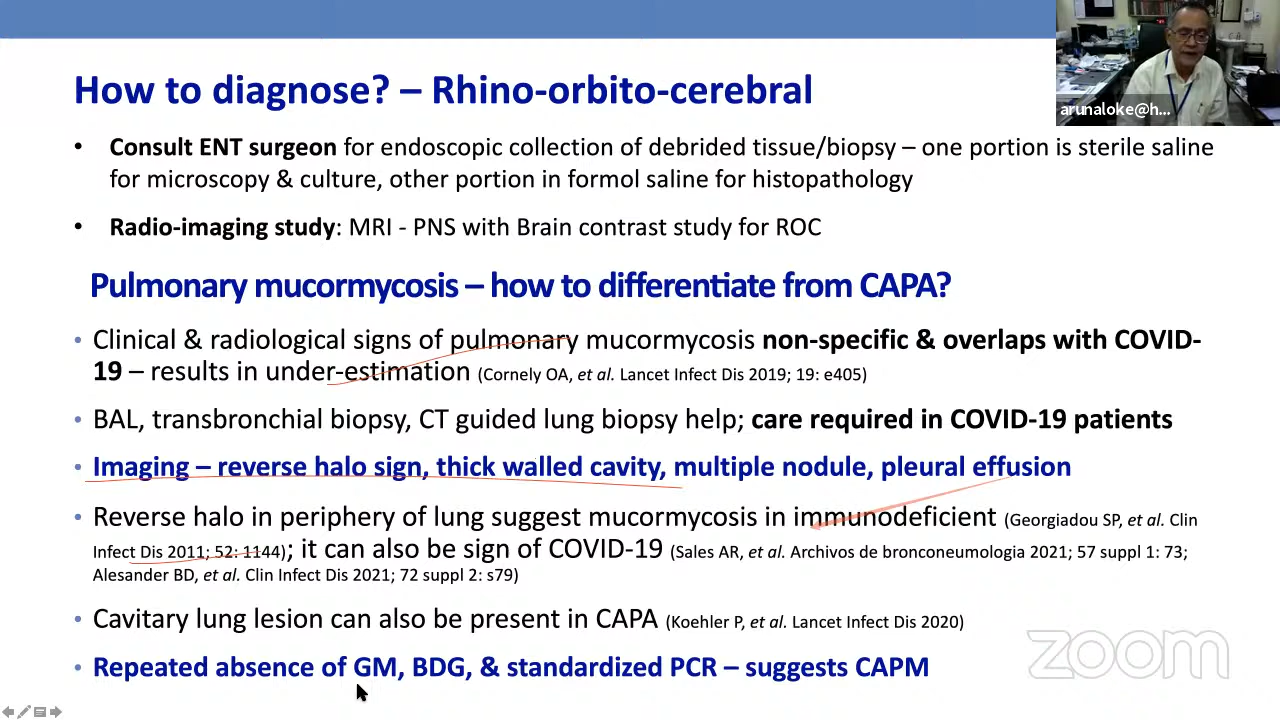 How to diagnose? – Rhino-orbito-cerebral
arunaloke@h...
• Consult ENT surgeon for endoscopic collection of debrided tissue/biopsy – one portion is sterile saline
for microscopy & culture, other portion in formol saline for histopathology
• Radio-imaging study: MRI - PNS with Brain contrast study for ROC
Pulmonary mucormycosis – how to differentiate from CAPA?
• Clinical & radiological signs of pulmonary mucormycosis non-specific & overlaps with COVID-
19 – results in under-estimation (Cornely OA, et al. Lancet Infect Dis 2019; 19: e405)
• BAL, transbronchial biopsy, CT guided lung biopsy help; care required in COVID-19 patients
• Imaging – reverse halo sign, thick walled cavity, multiple nodule, pleural effusion
• Reverse halo in periphery of lung suggest mucormycosis in immunodeficient (Georgiadou SP, et al. Clin
Infect Dis 2011; 52: 1144); it can also be sign of COVID-19 (Sales AR, et al. Archivos de bronconeumologia 2021; 57 suppl 1: 73;
Alesander BD, et al. Clin Infect Dis 2021; 72 suppl 2: s79)
• Cavitary lung lesion can also be present in CAPA (Koehler P, et al. Lancet Infect Dis 2020)
• Repeated absence of GM, BDG, & standardized PCR – suggests CAPM
zoom